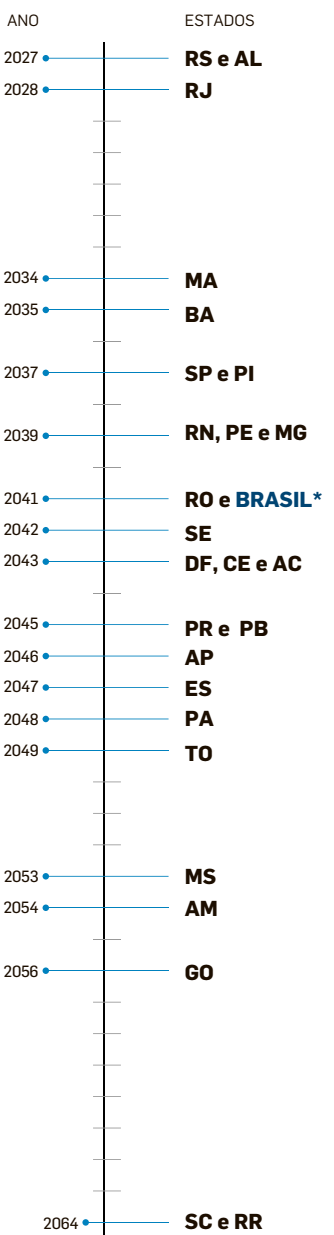 ANO ESTADOS
2027 RS e AL
2028 RJ
2034 MA
2035 BA
2037 SP e PI
2039 RN, PE e MG
2041 RO e BRASIL*
2042 SE
2043 DF, CE e AC
2045 PR e PB
2046 AP
2047 ES
2048 PA
2049 TO
2053 MS
2054 AM
2056 GO
2064 SC e RR